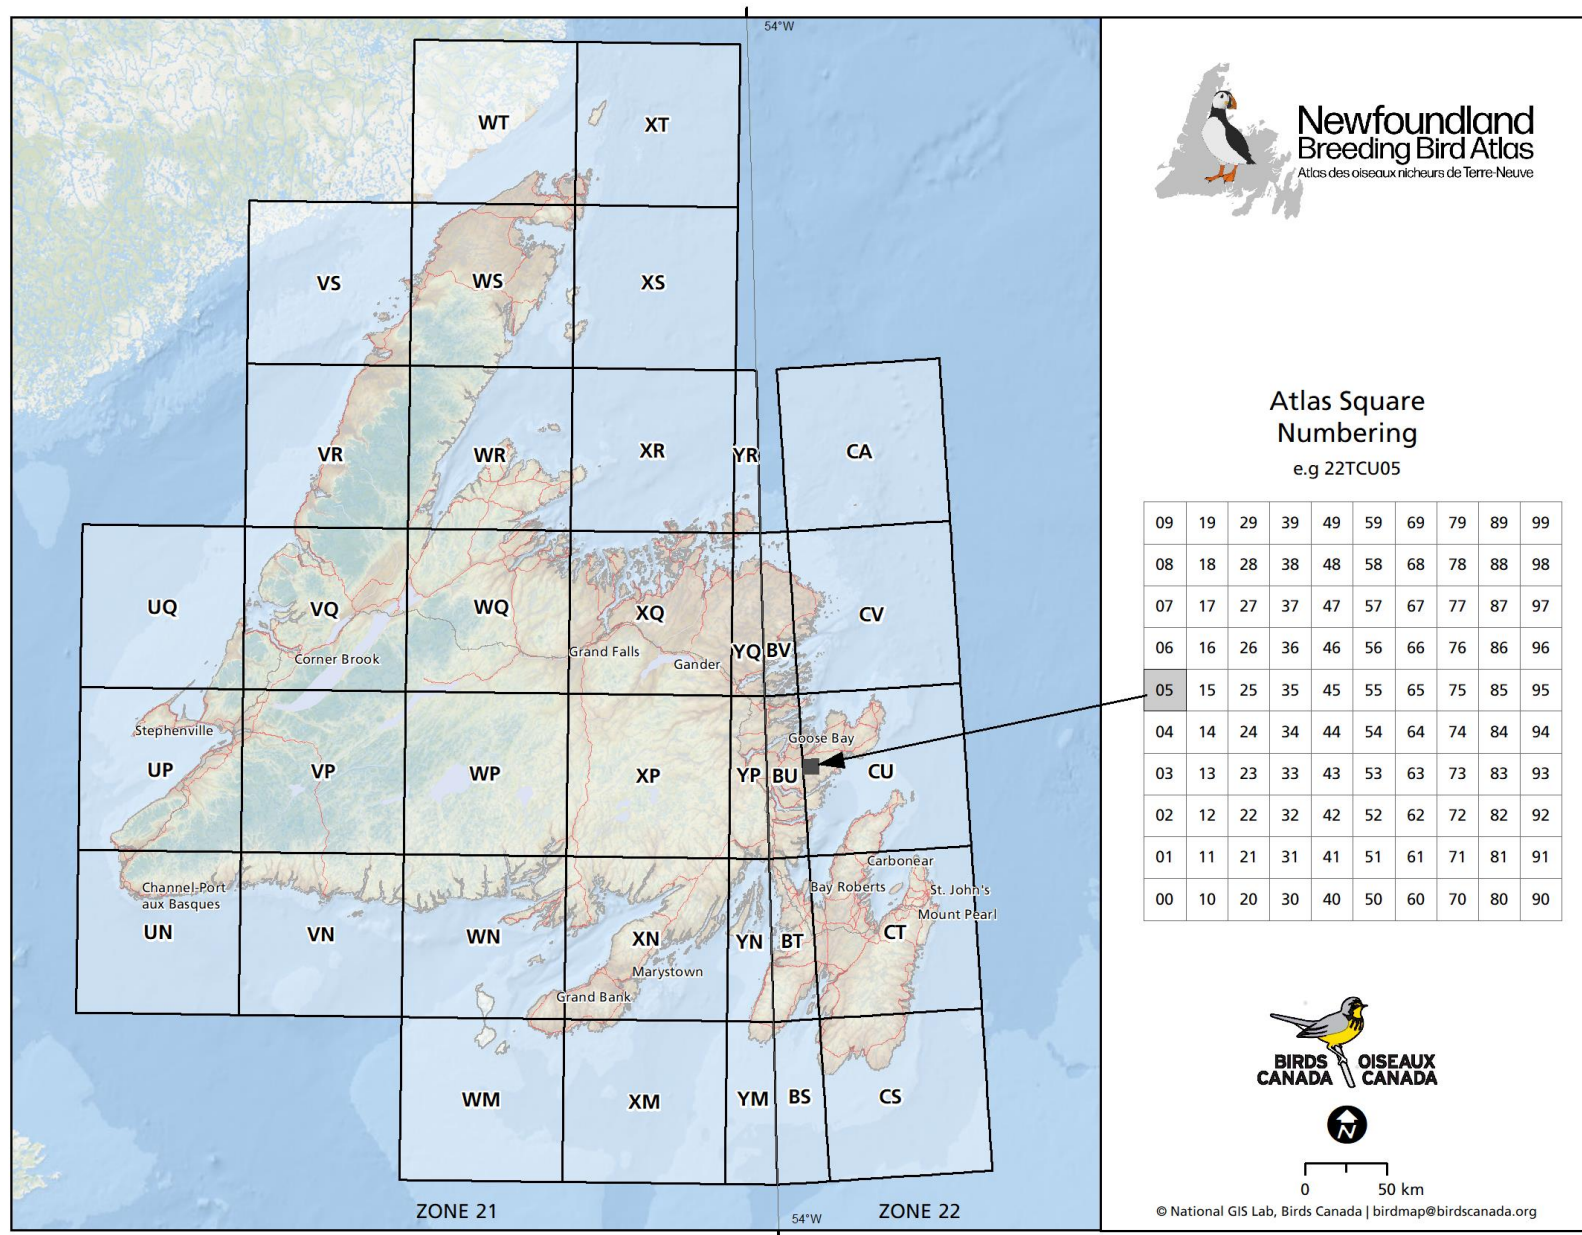 54°W
WT
XT
VS
WS
XS
VR
WR
XR
YR
CA
UQ
VQ
WQ
XQ
YQ
BV
CV
Corner Brook
Grand Falls
Gander
Stephenville
Goose Bay
UP
VP
WP
XP
YP
BU
CU
Channel-Port
aux Basques
Carbonear
Bay Roberts
St. John's
Mount Pearl
UN
VN
WN
XN
YN
BT
CT
Marystown
Grand Bank
WM
XM
YM
BS
CS
ZONE 21
54°W
ZONE 22
Newfoundland
Breeding Bird Atlas
Atlas des oiseaux nicheurs de Terre-Neuve
Atlas Square
Numbering
e.g 22TCU05
09 19 29 39 49 59 69 79 89 99
08 18 28 38 48 58 68 78 88 98
07 17 27 37 47 57 67 77 87 97
06 16 26 36 46 56 66 76 86 96
05 15 25 35 45 55 65 75 85 95
04 14 24 34 44 54 64 74 84 94
03 13 23 33 43 53 63 73 83 93
02 12 22 32 42 52 62 72 82 92
01 11 21 31 41 51 61 71 81 91
00 10 20 30 40 50 60 70 80 90
BIRDS OISEAUX
CANADA CANADA
N
0 50 km
© National GIS Lab, Birds Canada | birdmap@birdscanada.org